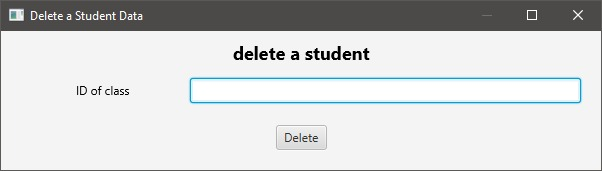 Delete a Student Data
delete a student
ID of class
Delete